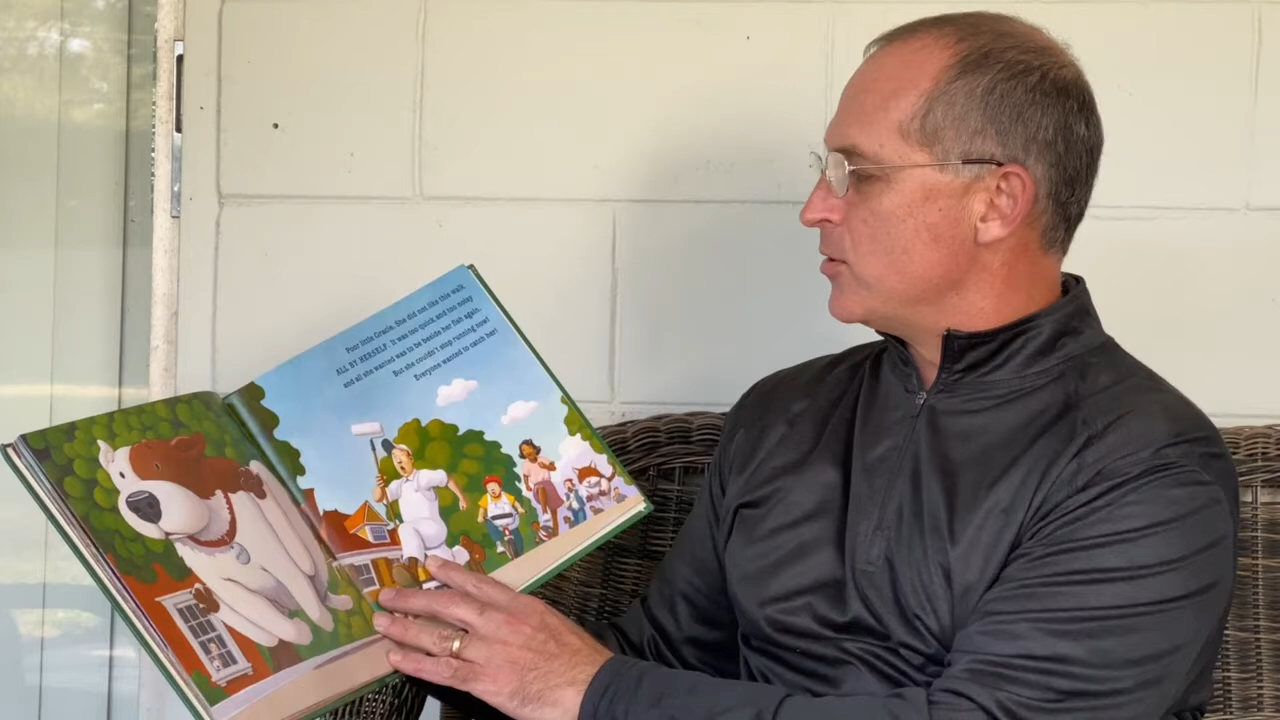 Poor little Gracie. She did not like this walk,
ALL BY HERSELF. It was too quick and too noisy
and all she wanted was to be beside her fish again.
But she couldn't stop running now!
Everyone wanted to catch her!